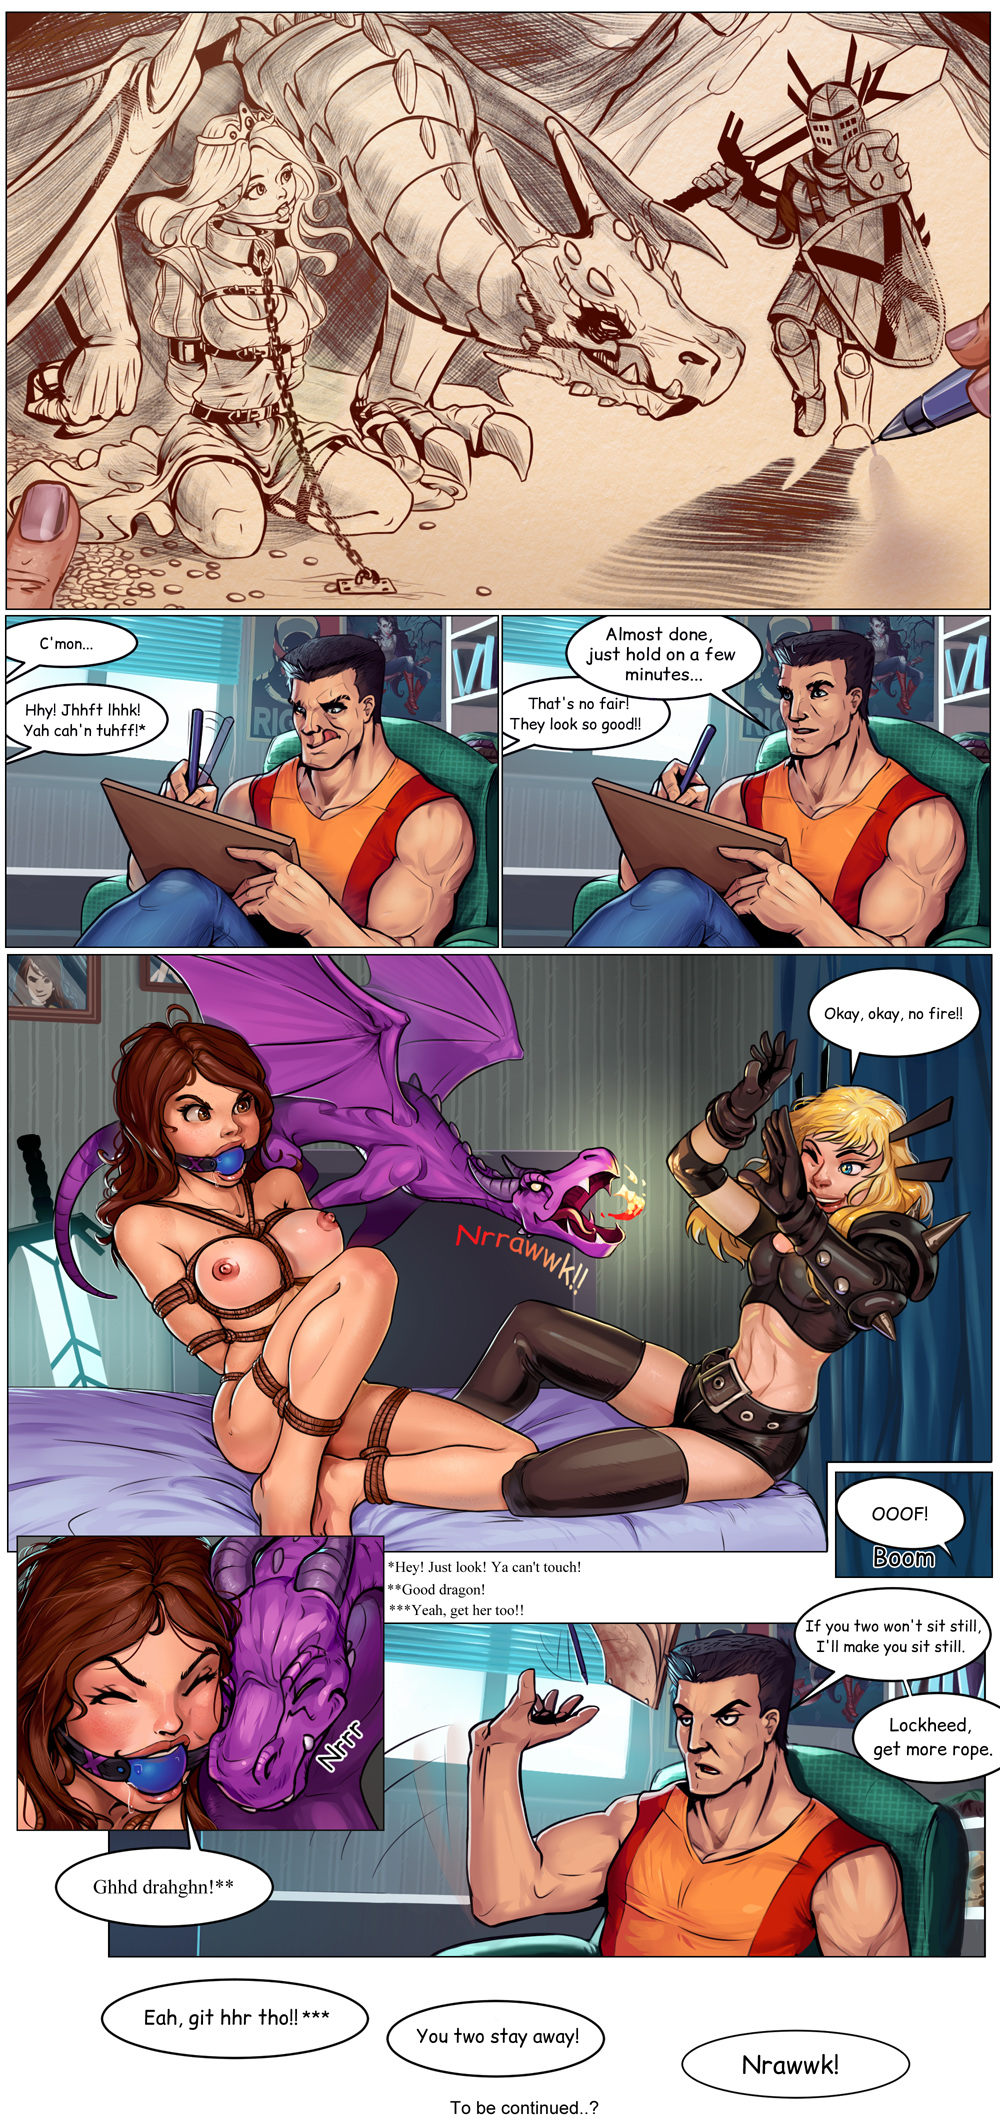 C'mon...
Hhy! Jhhft lhhk!
Yah cah'n tuhff!*
RIC
Almost done,
just hold on a few
minutes...
That's no fair!
They look so good!!
Okay, okay, no fire!!
Nrrawwk!!
OOOF!
Boom
*Hey! Just look! Ya can't touch!
**Good dragon!
***Yeah, get her too!!
Nrrr
If you two won't sit still,
I'll make you sit still.
Lockheed,
get more rope.
Ghhd drahghn!**
Eah, git hhr tho!! ***
You two stay away!
Nrawwk!
To be continued..?